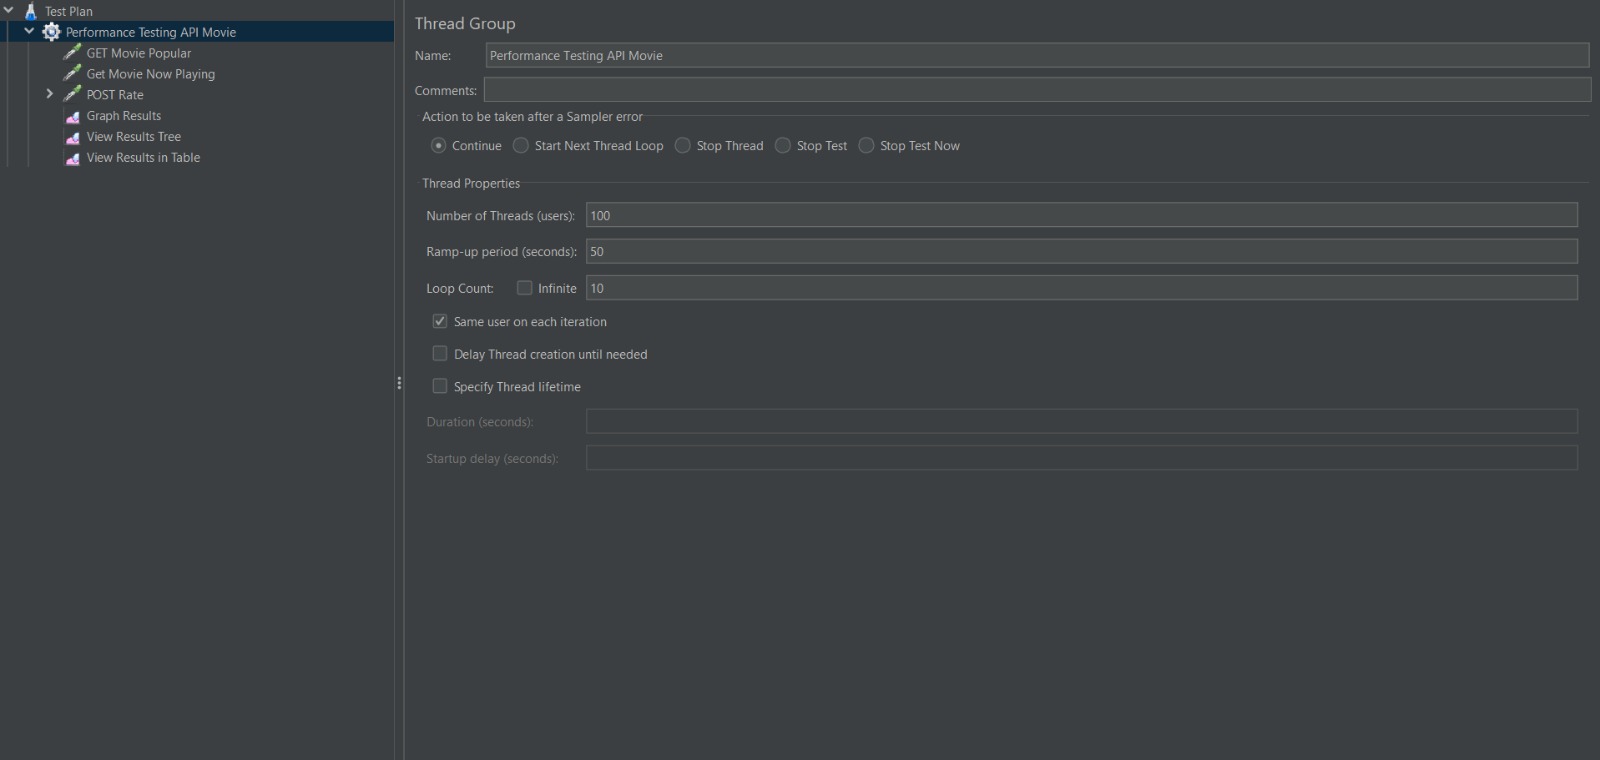 Test Plan
Performance Testing API Movie
GET Movie Popular
Get Movie Now Playing
POST Rate
Graph Results
View Results Tree
View Results in Table
Thread Group
Name: Performance Testing API Movie
Comments:
Action to be taken after a Sampler error
Continue Start Next Thread Loop Stop Thread Stop Test Stop Test Now
Thread Properties
Number of Threads (users): 100
Ramp-up period (seconds): 50
Loop Count: Infinite 10
Same user on each iteration
Delay Thread creation until needed
Specify Thread lifetime
Duration (seconds):
Startup delay (seconds):